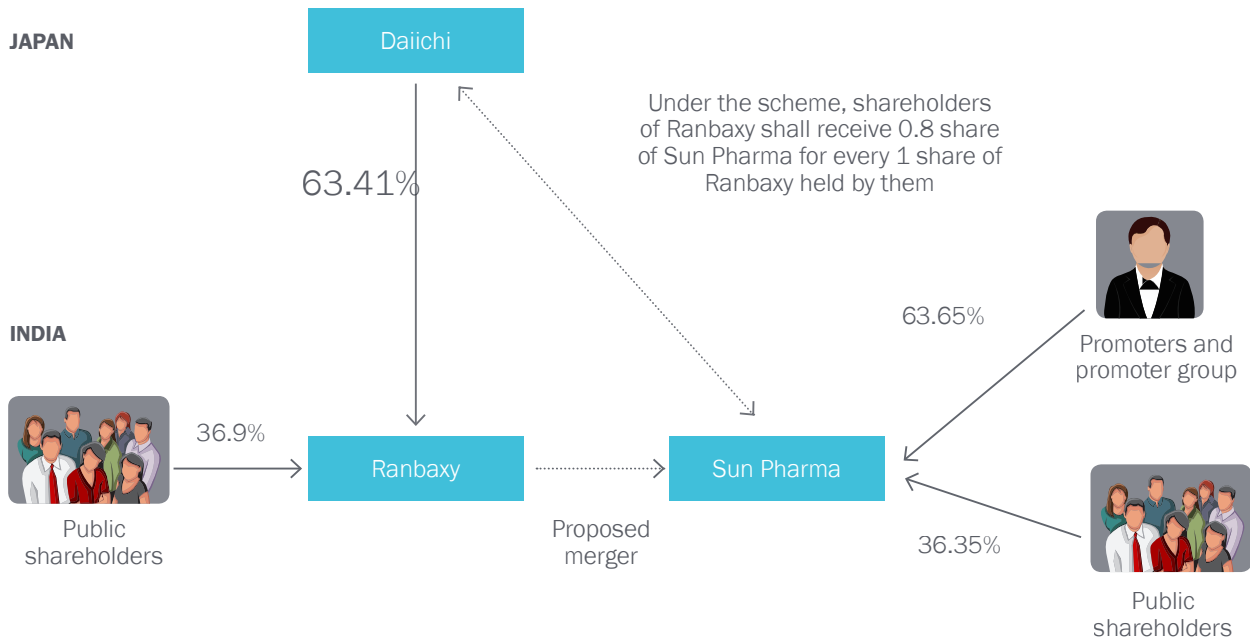 JAPAN
Daiichi
Under the scheme, shareholders
of Ranbaxy shall receive 0.8 share
of Sun Pharma for every 1 share of
Ranbaxy held by them
63.41%
63.65%
INDIA
Promoters and
promoter group
36.9%
Ranbaxy
Sun Pharma
Public
shareholders
Proposed
merger
36.35%
Public
shareholders